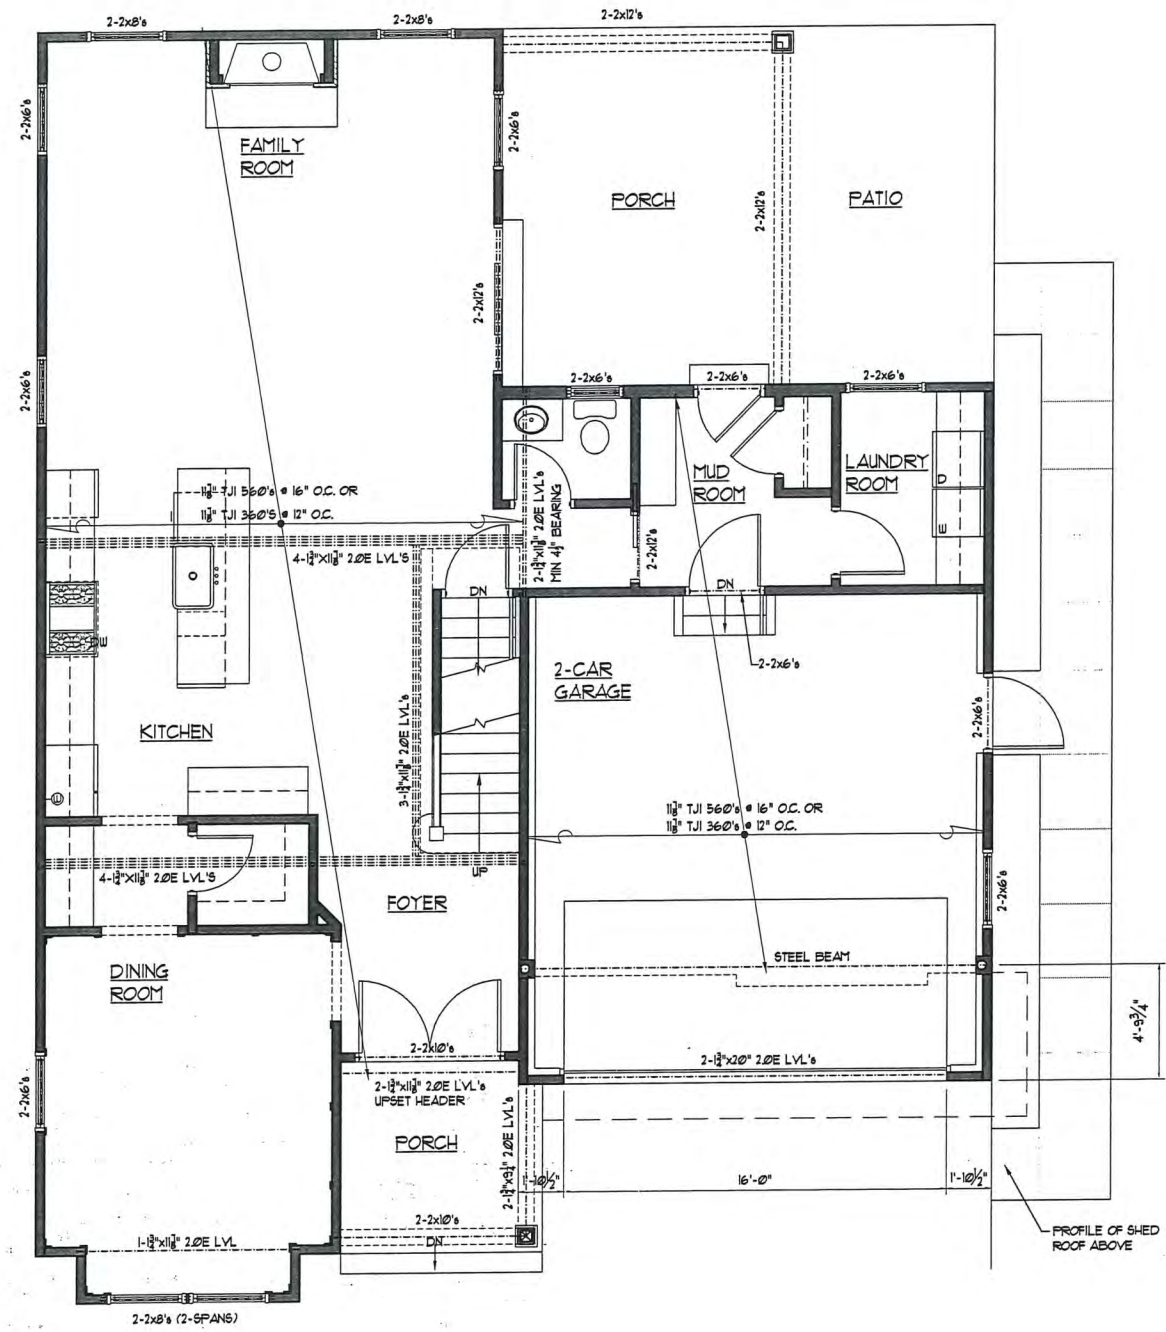 2-2x8's
2-2x8's
2-2x12's
2-2x6's
FAMILY
ROOM
2-2x6's
PORCH
2-2x12's
PATIO
2-2x12's
2-2x6's
2-2x6's
2-2x6's
2-2x6's
11⅞" TJI 560's @ 16" O.C. OR
11⅞" TJI 360'S @ 12" O.C.
4-1¾"X11⅞" 2.0E LVL'S
2-1¾"x11⅞" 2.0E LVL's
MIN 4½" BEARING
MUD
ROOM
LAUNDRY
ROOM
D
E
2-2x12's
DN
DN
2-2x6's
2-CAR
GARAGE
2-2x6's
KITCHEN
3-1¾"x11⅞" 2.0E LVL's
11⅞" TJI 560's @ 16" O.C. OR
11⅞" TJI 360's @ 12" O.C.
4-1¾"X11⅞" 2.0E LVL'S
UP
FOYER
2-2x6's
DINING
ROOM
STEEL BEAM
4'-9¾"
2-2x6's
2-2x10's
2-1¾"x11⅞" 2.0E LVL's
UPSET HEADER
2-1¾"x20" 2.0E LVL's
PORCH
2-1¾"x9¼" 2.0E LVL's
1'-10½"
16'-0"
1'-10½"
2-2x10's
DN
1-1¾"x11⅞" 2.0E LVL
PROFILE OF SHED
ROOF ABOVE
2-2x8's (2-SPANS)